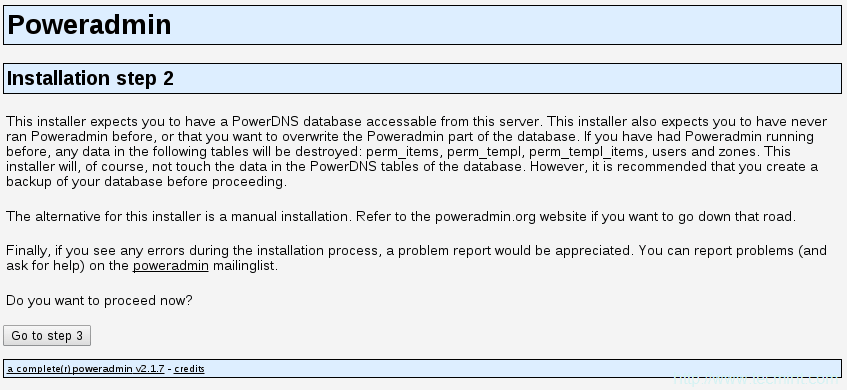 Poweradmin
Installation step 2
This installer expects you to have a PowerDNS database accessable from this server. This installer also expects you to have never
ran Poweradmin before, or that you want to overwrite the Poweradmin part of the database. If you have had Poweradmin running
before, any data in the following tables will be destroyed: perm_items, perm_templ, perm_templ_items, users and zones. This
installer will, of course, not touch the data in the PowerDNS tables of the database. However, it is recommended that you create a
backup of your database before proceeding.
The alternative for this installer is a manual installation. Refer to the poweradmin.org website if you want to go down that road.
Finally, if you see any errors during the installation process, a problem report would be appreciated. You can report problems (and
ask for help) on the poweradmin mailinglist.
Do you want to proceed now?
Go to step 3
a complete(r) poweradmin v2.1.7 - credits